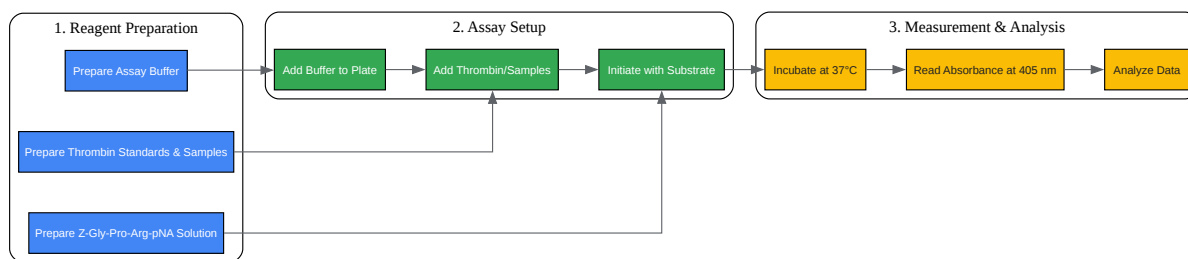 1. Reagent Preparation
Prepare Assay Buffer
Prepare Thrombin Standards & Samples
Prepare Z-Gly-Pro-Arg-pNA Solution
2. Assay Setup
Add Buffer to Plate
Add Thrombin/Samples
Initiate with Substrate
3. Measurement & Analysis
Incubate at 37°C
Read Absorbance at 405 nm
Analyze Data